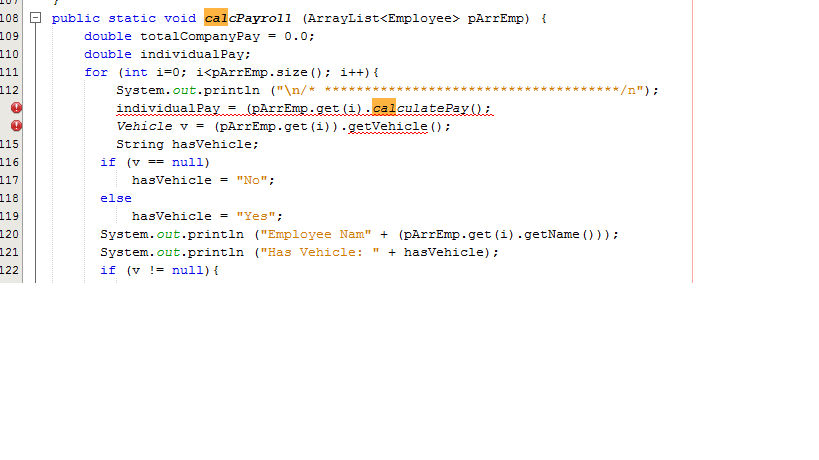 107 }
108 public static void calcPayroll (ArrayList<Employee> pArrEmp) {
109 double totalCompanyPay = 0.0;
110 double individualPay;
111 for (int i=0; i<pArrEmp.size(); i++){
112 System.out.println ("\n/* *************************************/n");
individualPay = (pArrEmp.get(i).calculatePay();
Vehicle v = (pArrEmp.get(i)).getVehicle();
115 String hasVehicle;
116 if (v == null)
117 hasVehicle = "No";
118 else
119 hasVehicle = "Yes";
120 System.out.println ("Employee Nam" + (pArrEmp.get(i).getName()));
121 System.out.println ("Has Vehicle: " + hasVehicle);
122 if (v != null){